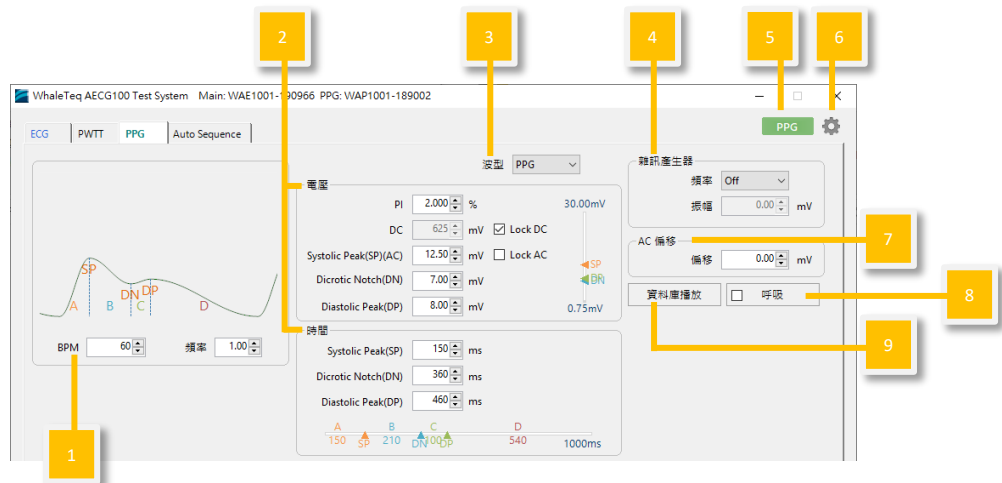 2
3
4
5
6
WhaleTeq AECG100 Test System Main: WAE1001-190966 PPG: WAP1001-189002
ECG PWTT PPG Auto Sequence
PPG
波型 PPG
電壓
PI 2.000 %
DC 625 mV Lock DC
Systolic Peak(SP)(AC) 12.50 mV Lock AC
Dicrotic Notch(DN) 7.00 mV
Diastolic Peak(DP) 8.00 mV
30.00mV
SP
DP
DN
0.75mV
雜訊產生器
頻率 Off
振幅 0.00 mV
AC 偏移
偏移 0.00 mV
7
資料庫播放 呼吸
8
9
SP
DN DP
A B C D
BPM 60 頻率 1.00
1
時間
Systolic Peak(SP) 150 ms
Dicrotic Notch(DN) 360 ms
Diastolic Peak(DP) 460 ms
A B C D
150 210 100 540
SP DN DP
1000ms